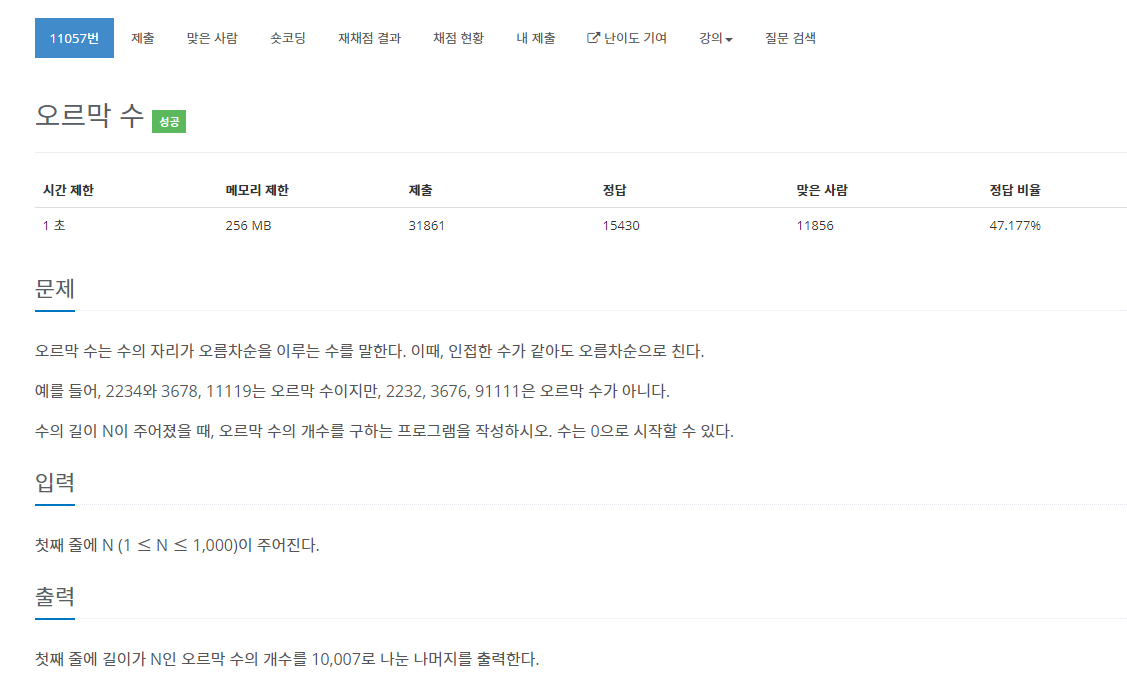 11057번 제출 맞은 사람 숏코딩 재채점 결과 채점 현황 내 제출 난이도 기여 강의 질문 검색
오르막 수 성공
시간 제한 메모리 제한 제출 정답 맞은 사람 정답 비율
1 초 256 MB 31861 15430 11856 47.177%
문제
오르막 수는 수의 자리가 오름차순을 이루는 수를 말한다. 이때, 인접한 수가 같아도 오름차순으로 친다.
예를 들어, 2234와 3678, 11119는 오르막 수이지만, 2232, 3676, 91111은 오르막 수가 아니다.
수의 길이 N이 주어졌을 때, 오르막 수의 개수를 구하는 프로그램을 작성하시오. 수는 0으로 시작할 수 있다.
입력
첫째 줄에 N (1 ≤ N ≤ 1,000)이 주어진다.
출력
첫째 줄에 길이가 N인 오르막 수의 개수를 10,007로 나눈 나머지를 출력한다.